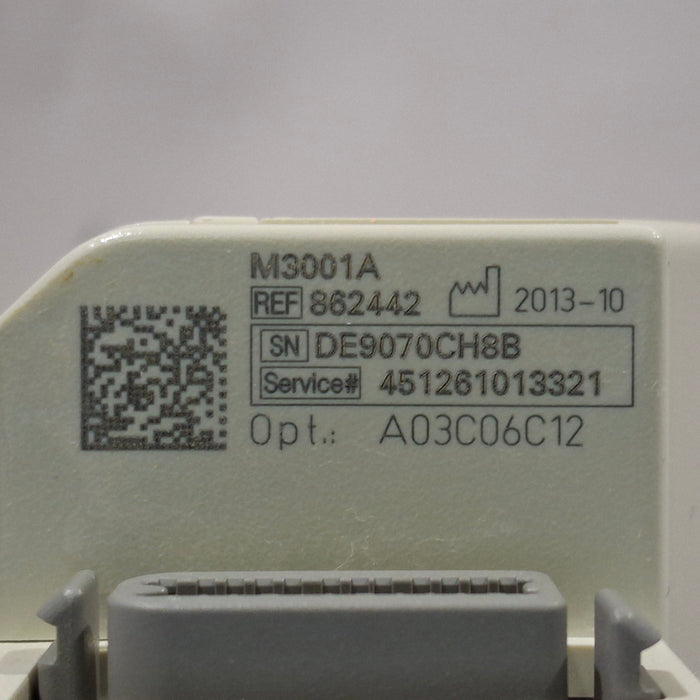 M3001A
REF 862442 2013-10
SN DE9070CH8B
Service# 451261013321
Opt.: A03C06C12